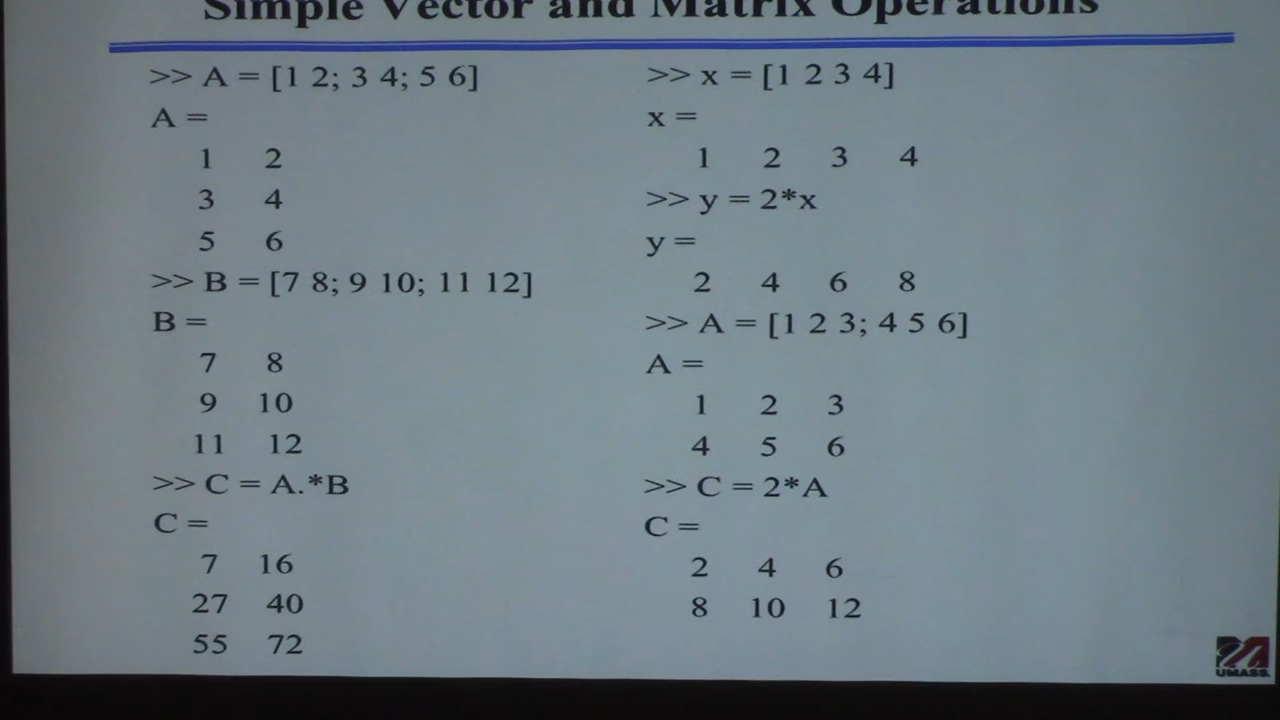 Simple Vector and Matrix Operations
>> A = [1 2; 3 4; 5 6]
A =
1 2
3 4
5 6
>> B = [7 8; 9 10; 11 12]
B =
7 8
9 10
11 12
>> C = A.*B
C =
7 16
27 40
55 72
>> x = [1 2 3 4]
x =
1 2 3 4
>> y = 2*x
y =
2 4 6 8
>> A = [1 2 3; 4 5 6]
A =
1 2 3
4 5 6
>> C = 2*A
C =
2 4 6
8 10 12
UMASS